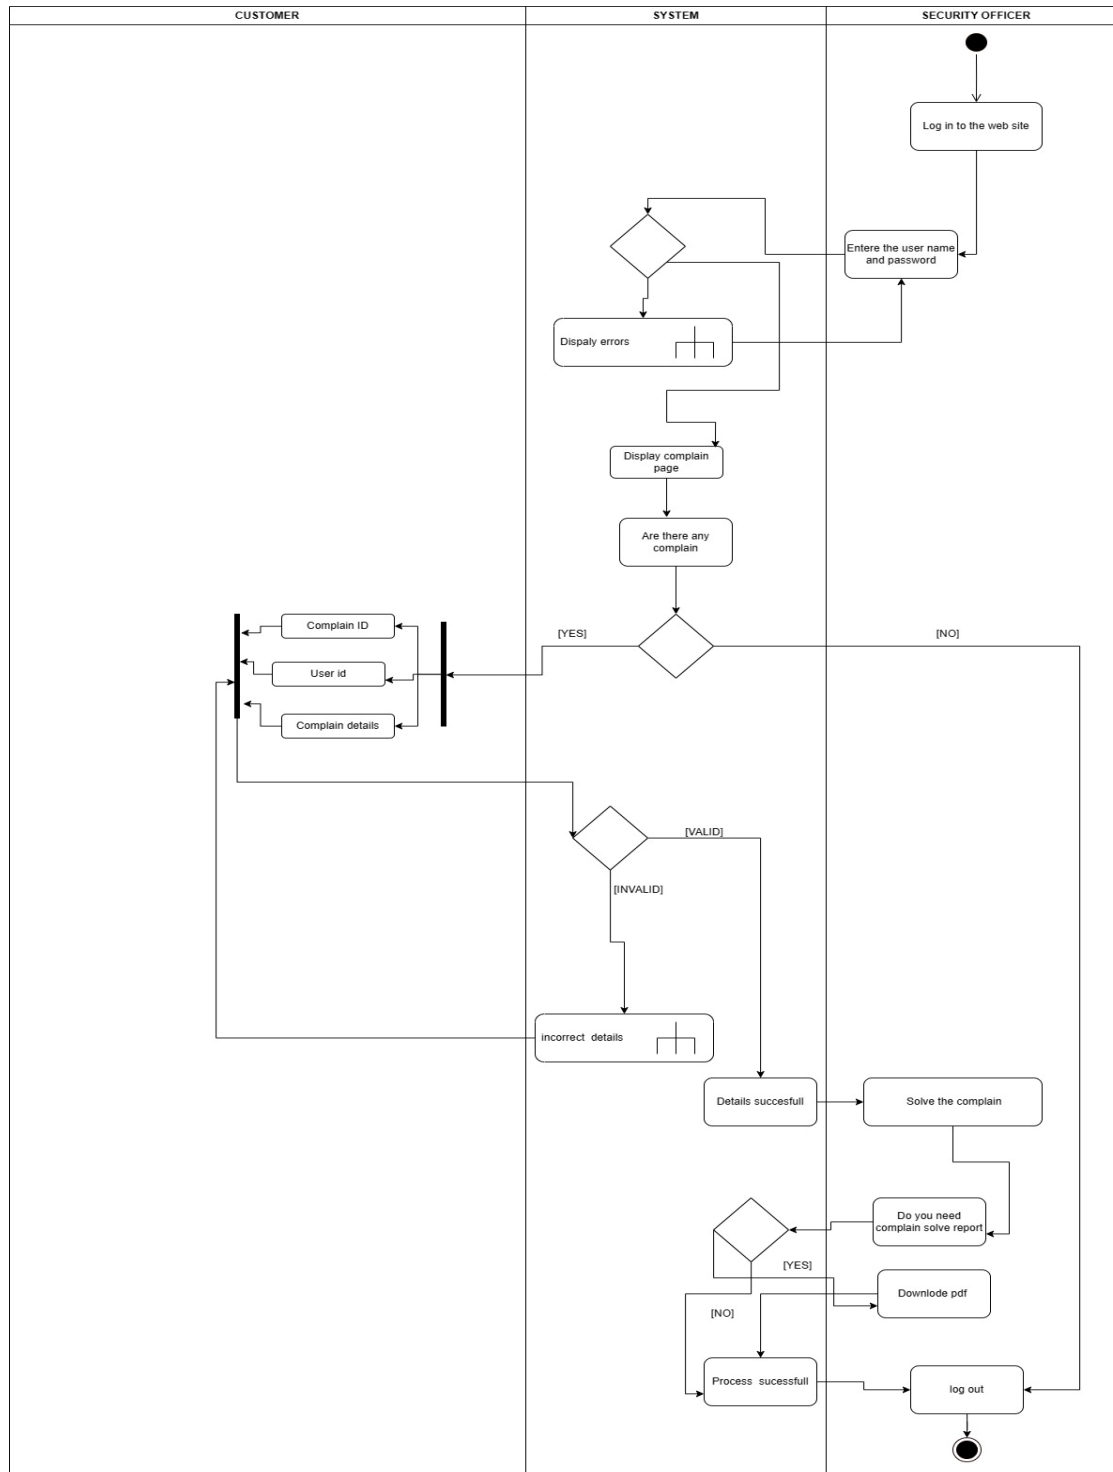 CUSTOMER
SYSTEM
SECURITY OFFICER
Log in to the web site
Entere the user name
and password
Dispaly errors
Display complain
page
Are there any
complain
[YES]
[NO]
Complain ID
User id
Complain details
[VALID]
[INVALID]
incorrect details
Details succesfull
Solve the complain
Do you need
complain solve report
[YES]
Downlode pdf
[NO]
Process sucessfull
log out